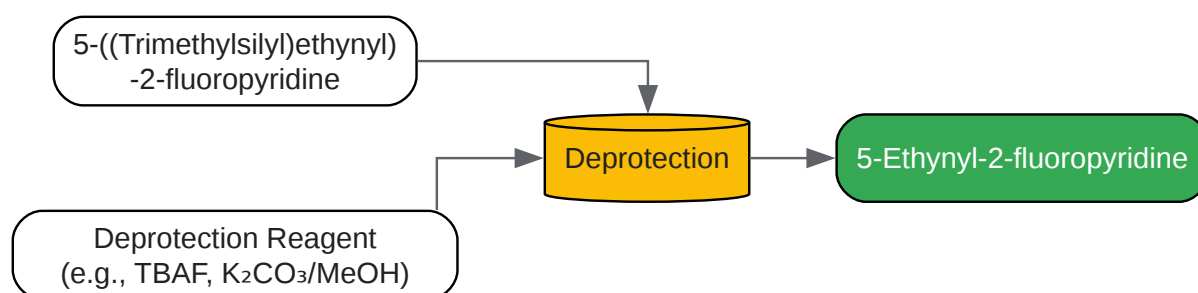 5-((Trimethylsilyl)ethynyl)
-2-fluoropyridine
Deprotection
5-Ethynyl-2-fluoropyridine
Deprotection Reagent
(e.g., TBAF, K₂CO₃/MeOH)